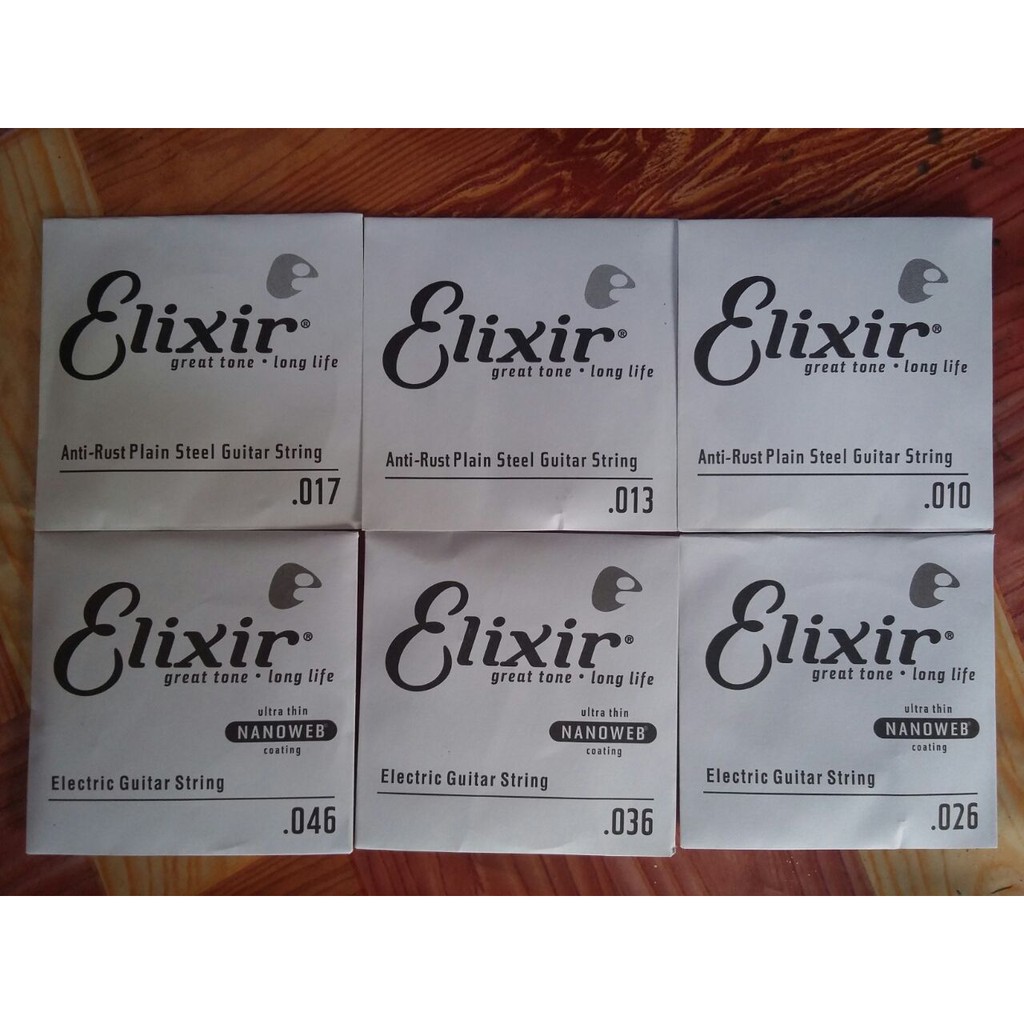 Elixir®
great tone • long life
Anti-Rust Plain Steel Guitar String
.017
Elixir®
great tone • long life
Anti-Rust Plain Steel Guitar String
.013
Elixir®
great tone • long life
Anti-Rust Plain Steel Guitar String
.010
Elixir®
great tone • long life
ultra thin
NANOWEB®
coating
Electric Guitar String
.046
Elixir®
great tone • long life
ultra thin
NANOWEB®
coating
Electric Guitar String
.036
Elixir®
great tone • long life
ultra thin
NANOWEB®
coating
Electric Guitar String
.026